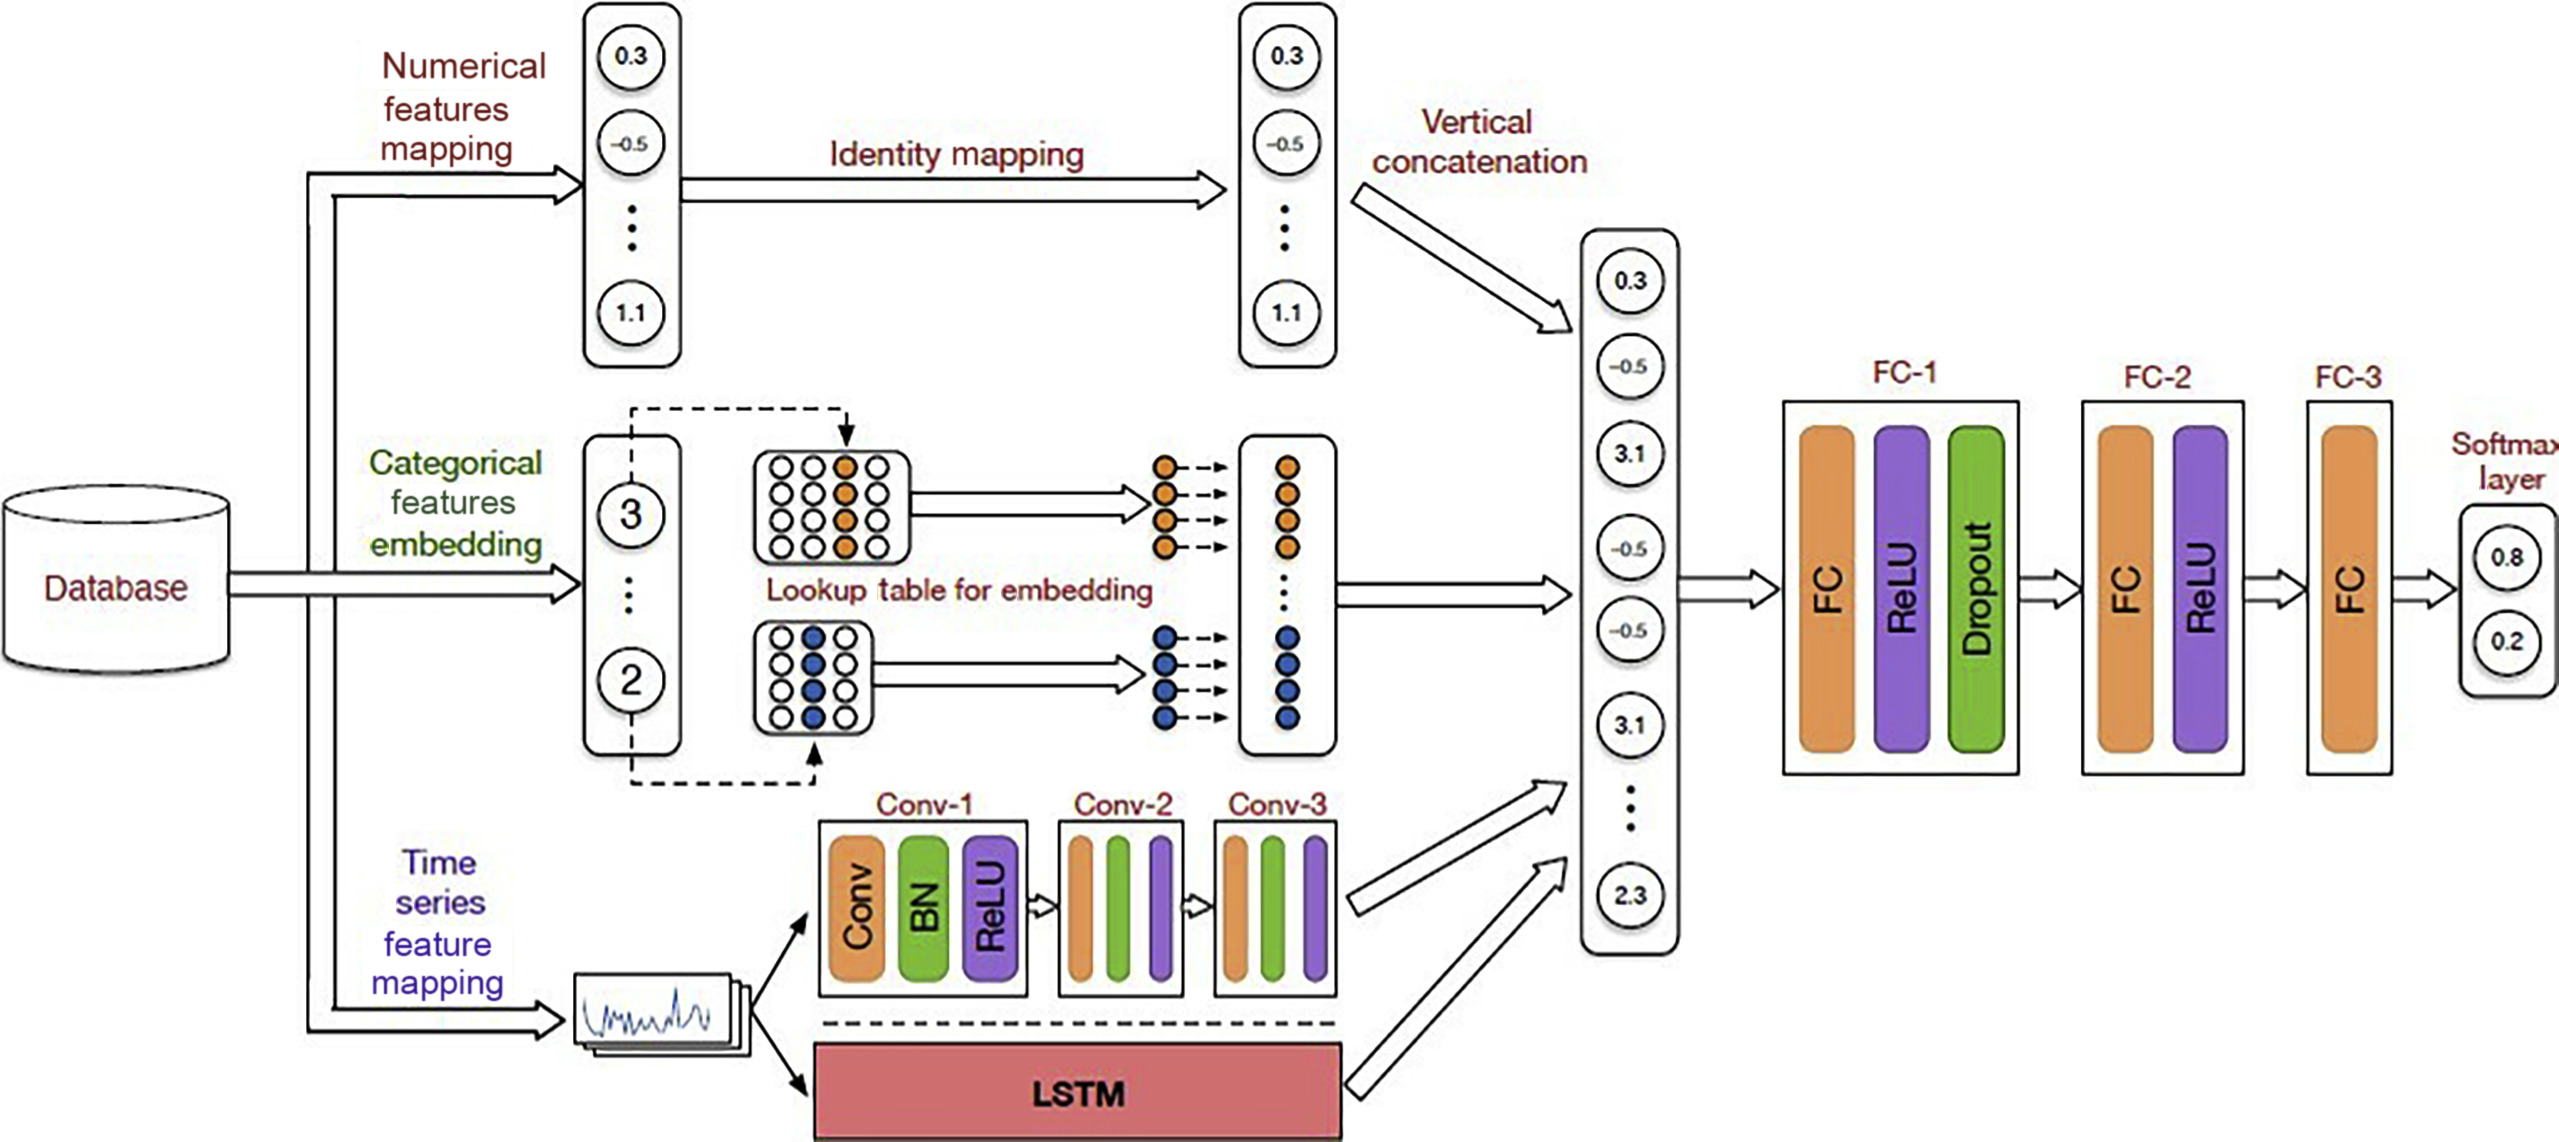 Numerical
features
mapping
0.3
−0.5
1.1
Identity mapping
0.3
−0.5
1.1
Vertical
concatenation
Database
Categorical
features
embedding
3
2
Lookup table for embedding
Time
series
feature
mapping
Conv-1
Conv
BN
ReLU
Conv-2
Conv-3
LSTM
0.3
−0.5
3.1
−0.5
−0.5
3.1
2.3
FC-1
FC
ReLU
Dropout
FC-2
FC
ReLU
FC-3
FC
Softmax
layer
0.8
0.2